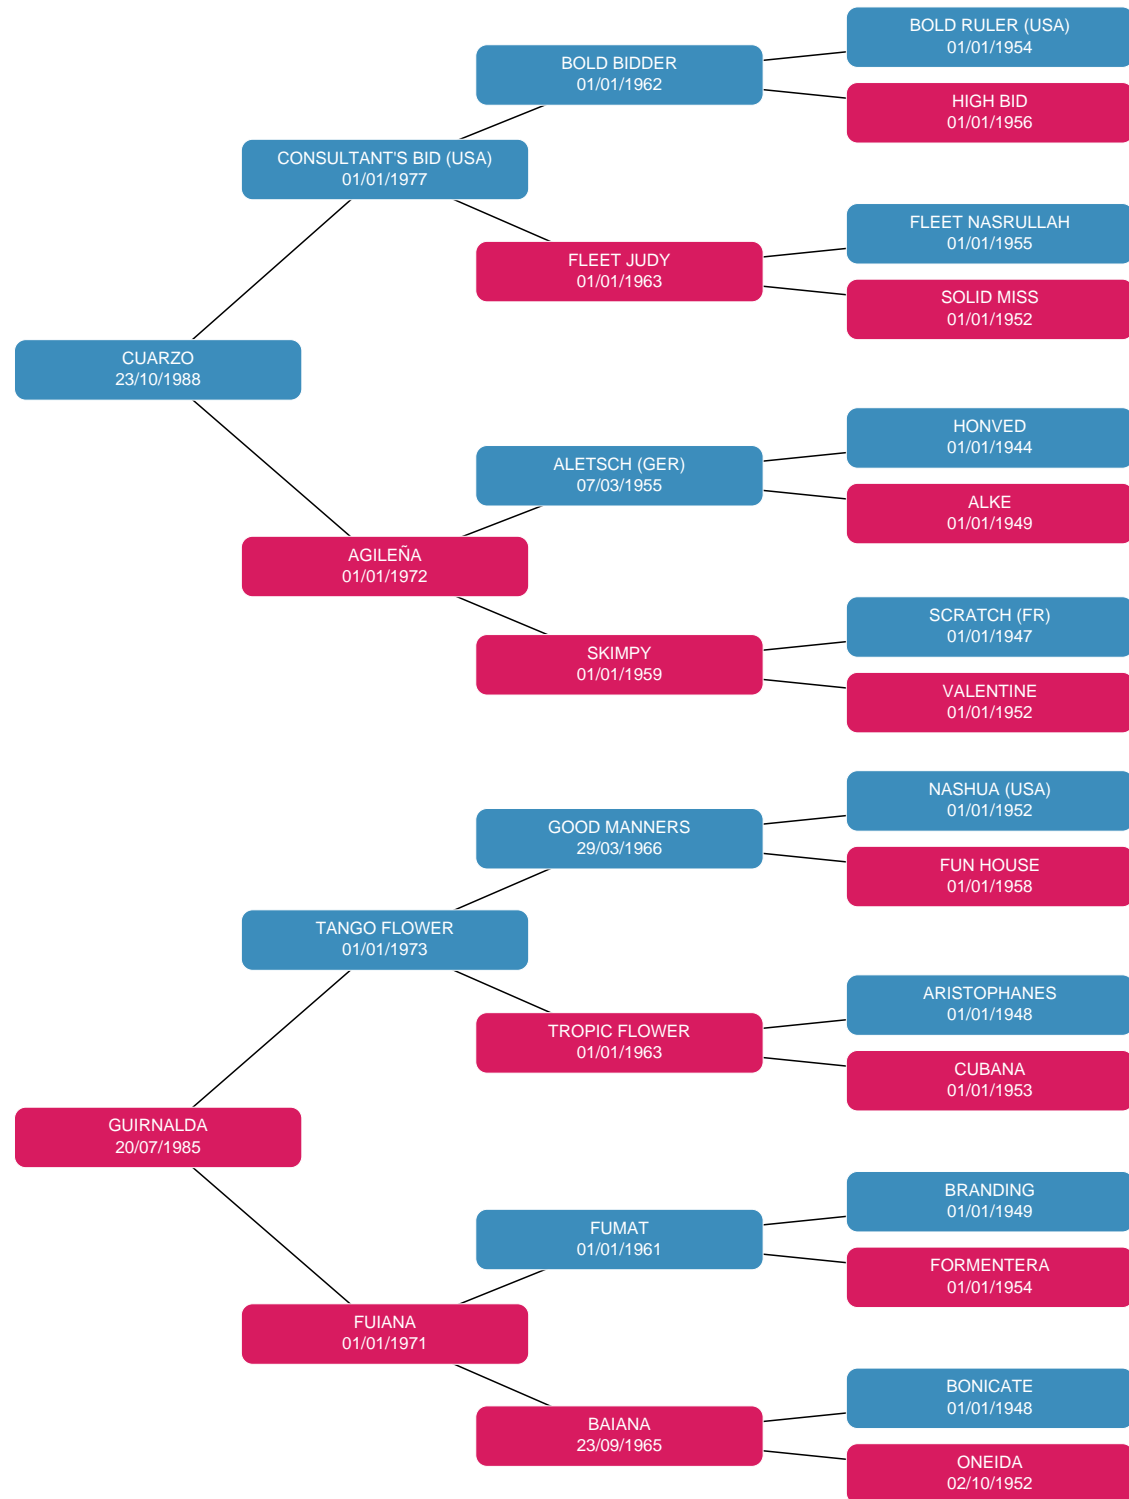 BOLD RULER (USA)
01/01/1954
BOLD BIDDER
01/01/1962
HIGH BID
01/01/1956
CONSULTANT'S BID (USA)
01/01/1977
FLEET NASRULLAH
01/01/1955
FLEET JUDY
01/01/1963
SOLID MISS
01/01/1952
CUARZO
23/10/1988
HONVED
01/01/1944
ALETSCH (GER)
07/03/1955
ALKE
01/01/1949
AGILEÑA
01/01/1972
SCRATCH (FR)
01/01/1947
SKIMPY
01/01/1959
VALENTINE
01/01/1952
NASHUA (USA)
01/01/1952
GOOD MANNERS
29/03/1966
FUN HOUSE
01/01/1958
TANGO FLOWER
01/01/1973
ARISTOPHANES
01/01/1948
TROPIC FLOWER
01/01/1963
CUBANA
01/01/1953
GUIRNALDA
20/07/1985
BRANDING
01/01/1949
FUMAT
01/01/1961
FORMENTERA
01/01/1954
FUIANA
01/01/1971
BONICATE
01/01/1948
BAIANA
23/09/1965
ONEIDA
02/10/1952